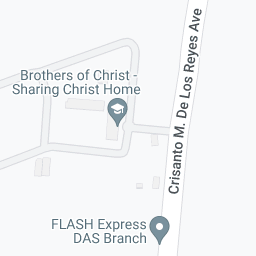 Brothers of Christ -
Sharing Christ Home
Crisanto M. De Los Reyes Ave
FLASH Express
DAS Branch